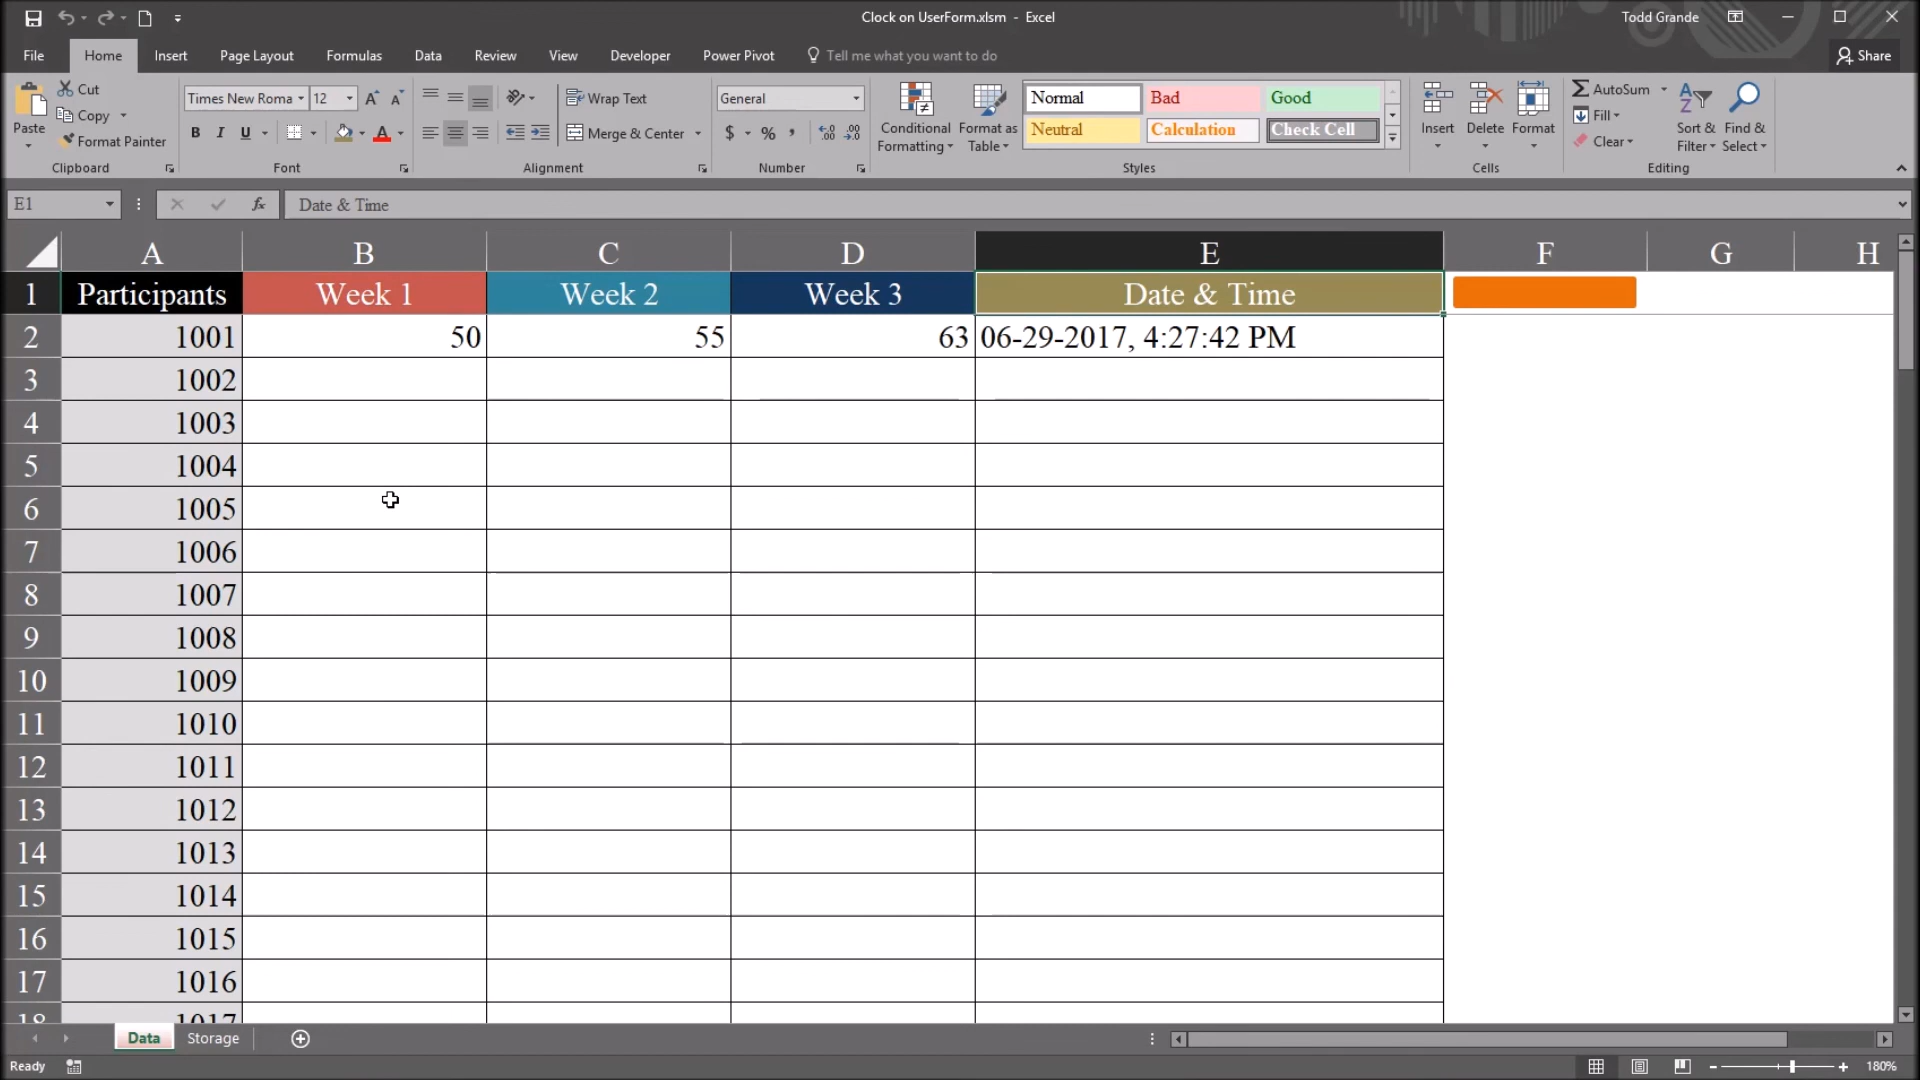 Clock on UserForm.xlsm - Excel
Todd Grande
File Home Insert Page Layout Formulas Data Review View Developer Power Pivot Tell me what you want to do
Share
Paste
Cut
Copy
Format Painter
Clipboard
Times New Roma 12
B I U
Font
Wrap Text
Merge & Center
Alignment
General
$ % ,
Number
Conditional Formatting
Format as Table
Normal Bad Good
Neutral Calculation Check Cell
Styles
Insert Delete Format
Cells
AutoSum
Fill
Clear
Sort & Filter
Find & Select
Editing
E1 fx Date & Time
A B C D E F G H
1 Participants Week 1 Week 2 Week 3 Date & Time
2 1001 50 55 63 06-29-2017, 4:27:42 PM
3 1002
4 1003
5 1004
6 1005
7 1006
8 1007
9 1008
10 1009
11 1010
12 1011
13 1012
14 1013
15 1014
16 1015
17 1016
18 1017
Data Storage
Ready
180%